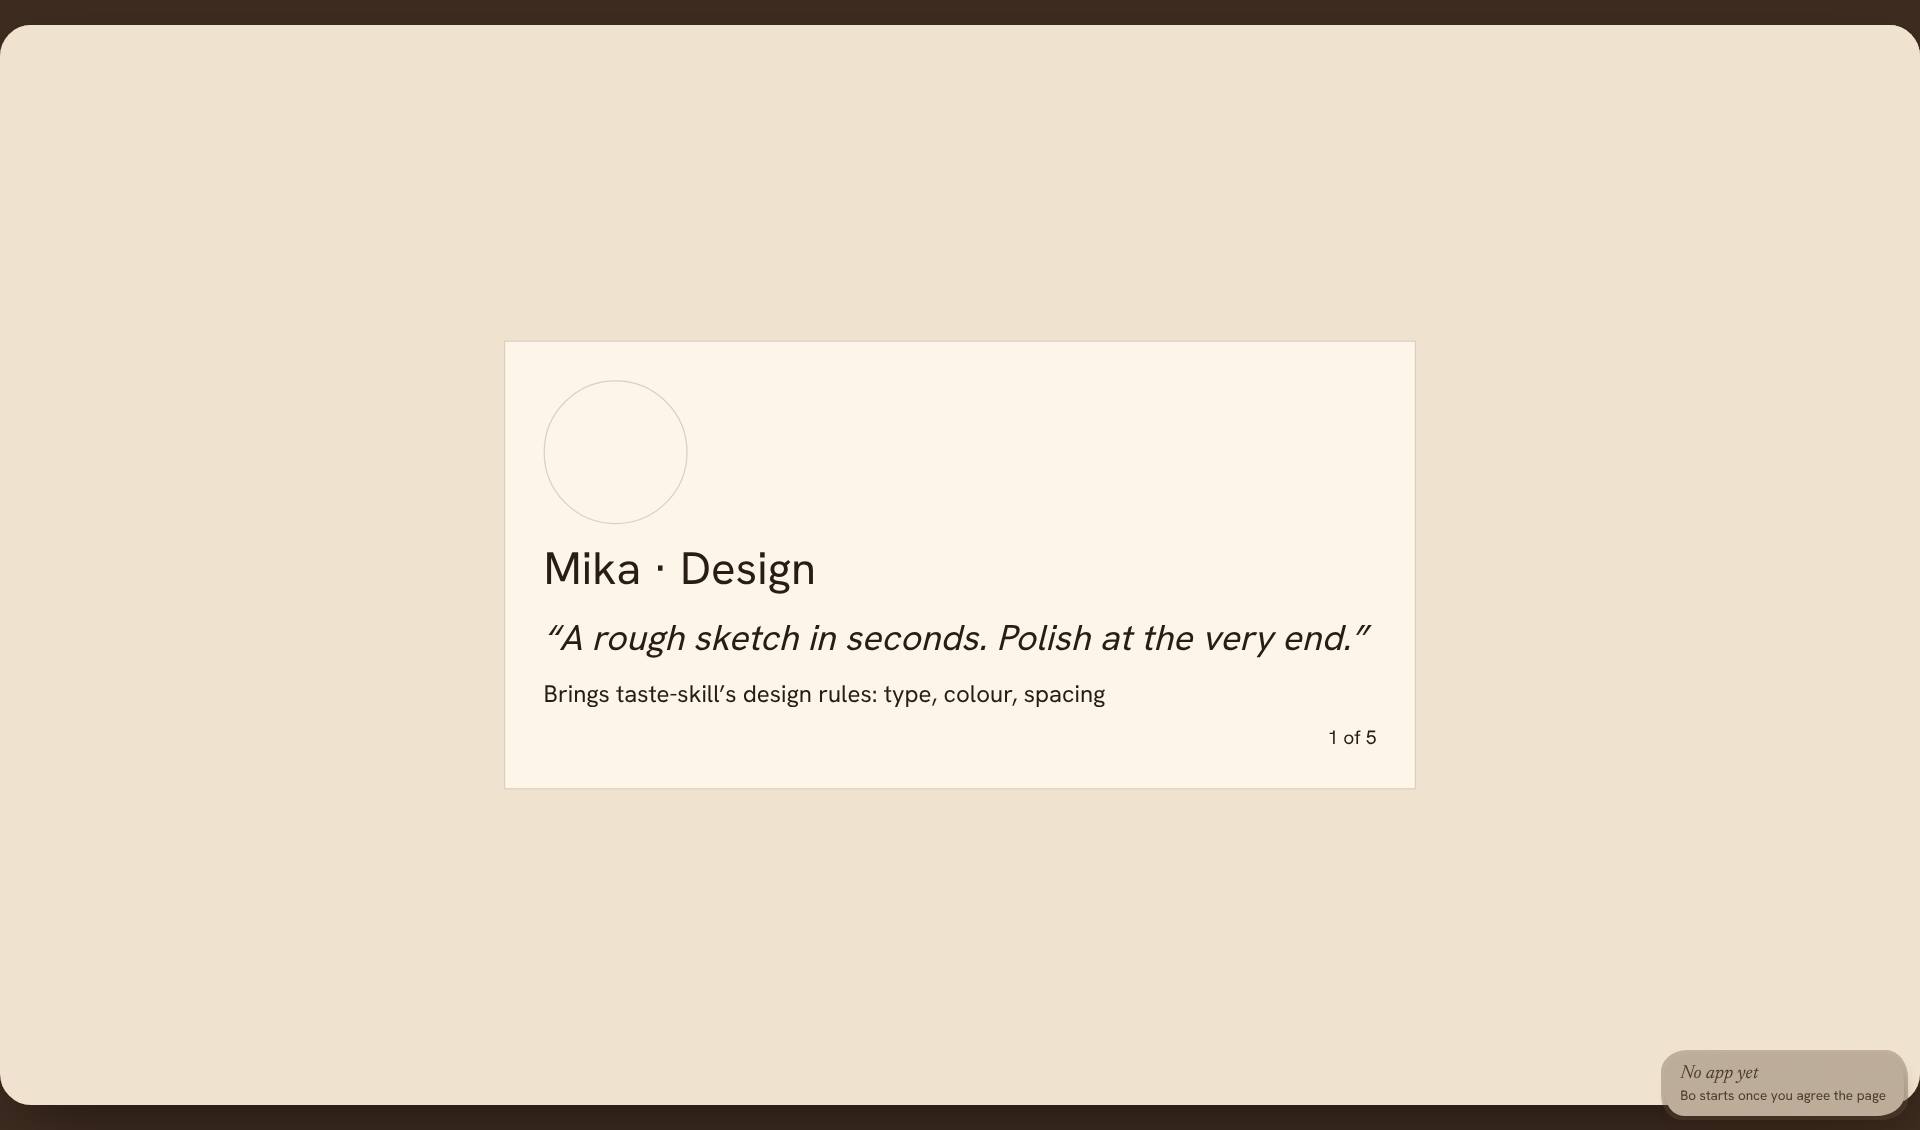 Mika · Design
“A rough sketch in seconds. Polish at the very end.”
Brings taste-skill’s design rules: type, colour, spacing
1 of 5
No app yet
Bo starts once you agree the page